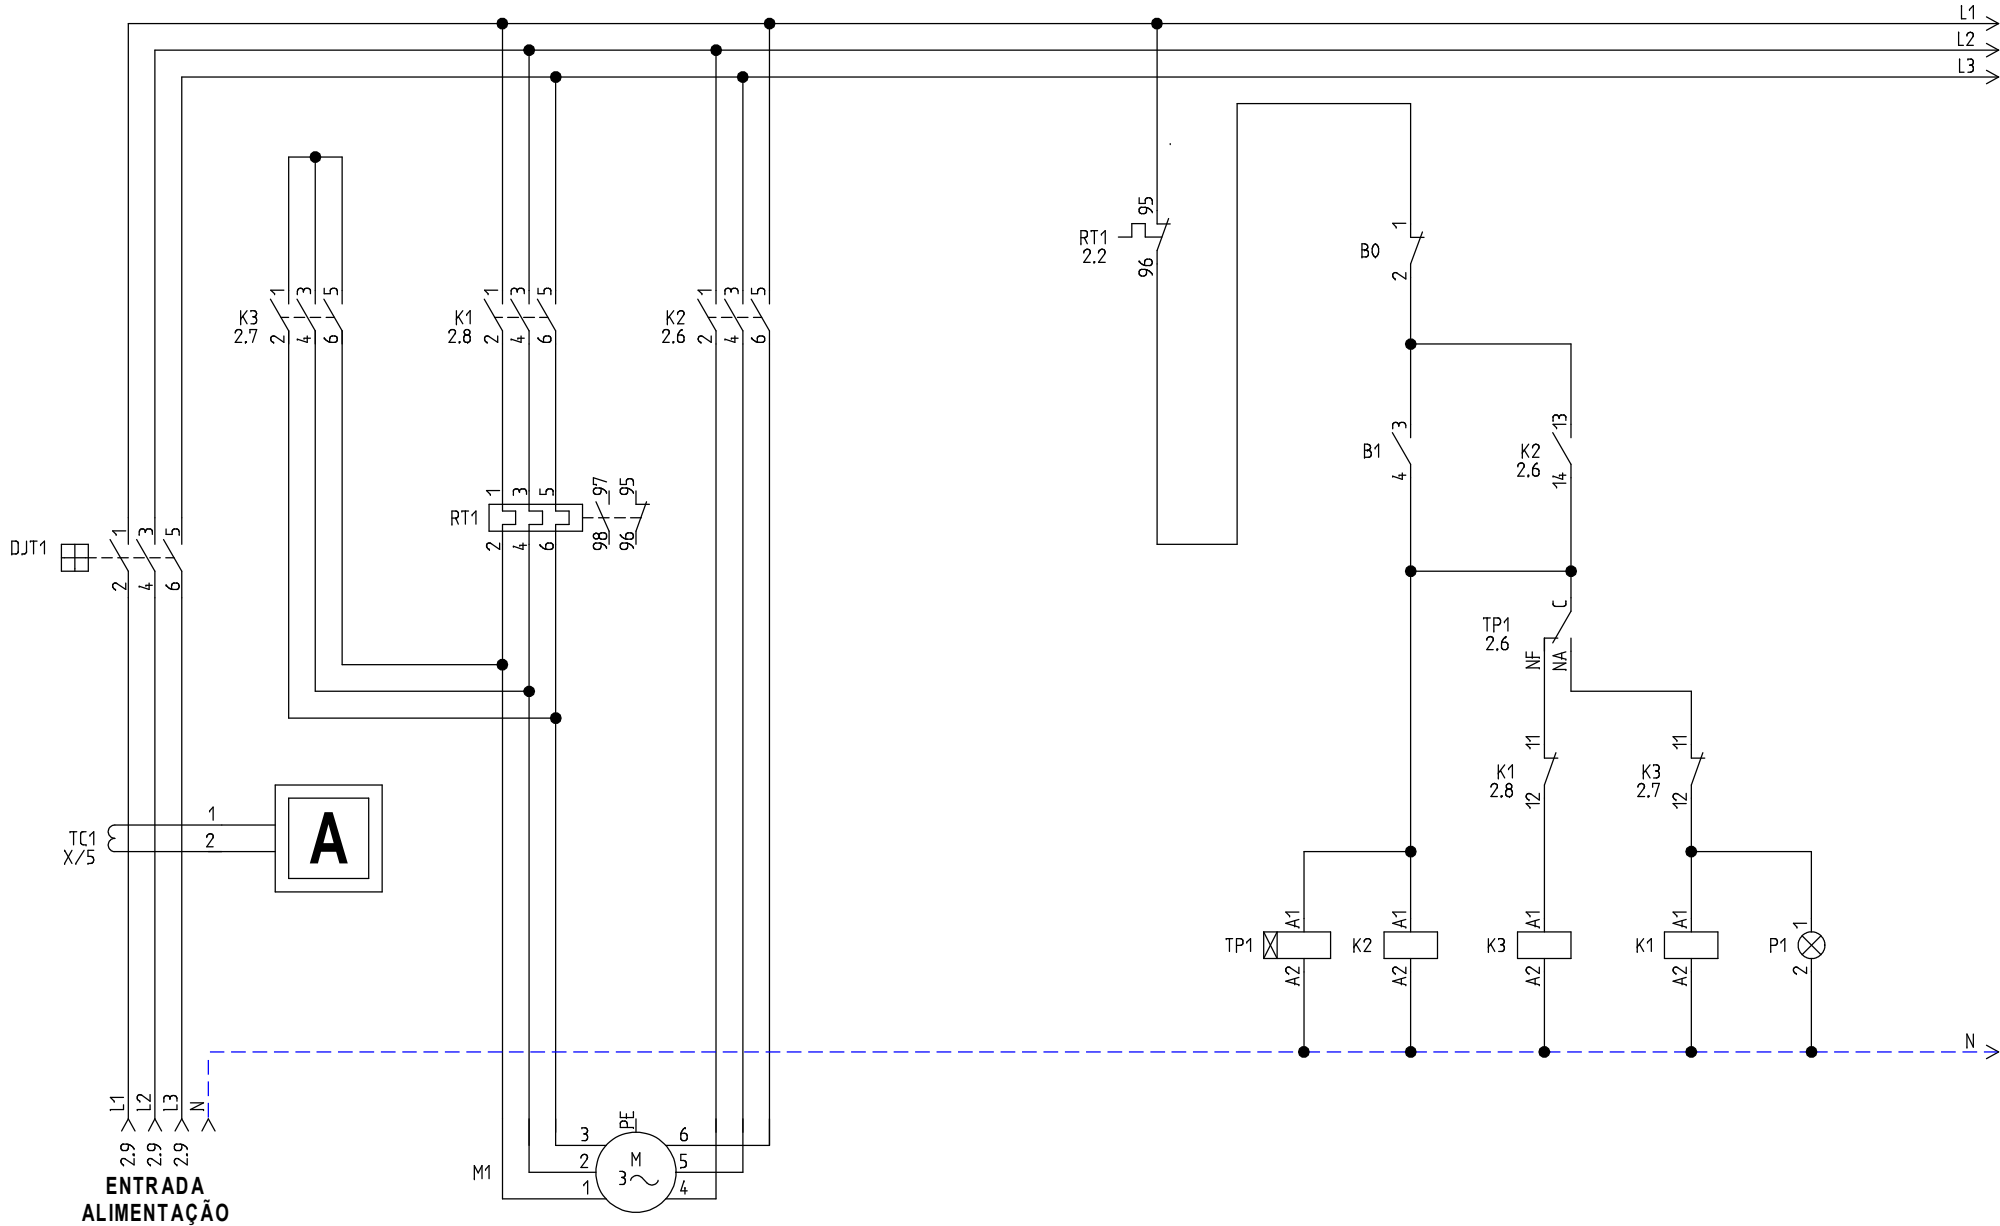 L1
L2
L3
95
RT1
2.2
96
1
B0
2
K3
2.7
1 3 5
2 4 6
K1
2.8
1 3 5
2 4 6
K2
2.6
1 3 5
2 4 6
B1
3
4
K2
2.6
13
14
RT1
1 3 5
2 4 6
97 95
98 96
DJT1
1 3 5
2 4 6
TP1
2.6
C
NF NA
K1
2.8
11
12
K3
2.7
11
12
TC1
X/5
1
2
A
TP1
A1
A2
K2
A1
A2
K3
A1
A2
K1
A1
A2
P1
1
2
N
L1 L2 L3 N
2.9 2.9 2.9
ENTRADA
ALIMENTAÇÃO
M1
PE
M
3
3 6
2 5
1 4